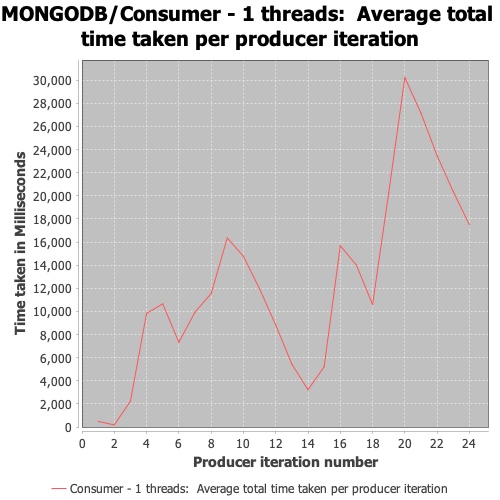 MONGODB/Consumer - 1 threads:  Average total
time taken per producer iteration
Time taken in Milliseconds
30,000
28,000
26,000
24,000
22,000
20,000
18,000
16,000
14,000
12,000
10,000
8,000
6,000
4,000
2,000
0
0 2 4 6 8 10 12 14 16 18 20 22 24
Producer iteration number
Consumer - 1 threads:  Average total time taken per producer iteration